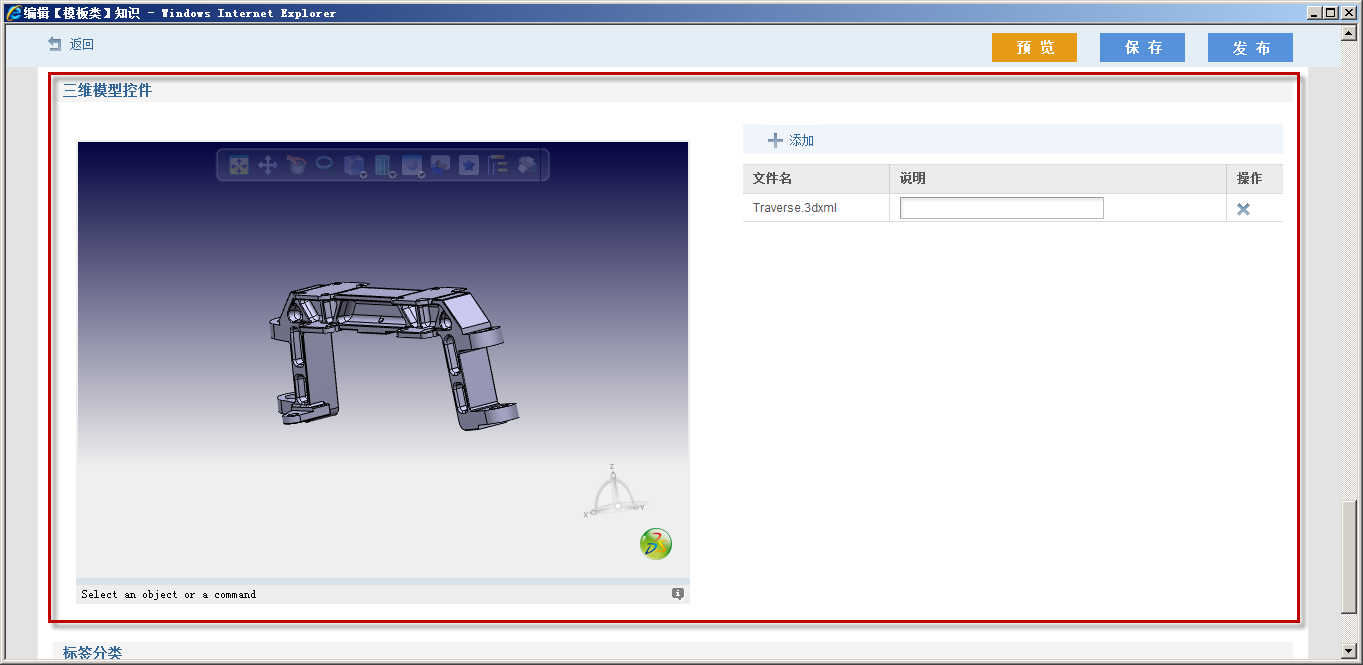 编辑【模板类】知识 - Windows Internet Explorer
返回
预 览 保 存 发 布
三维模型控件
添加
文件名 说明 操作
Traverse.3dxml
Z
X Y
Select an object or a command
标签分类